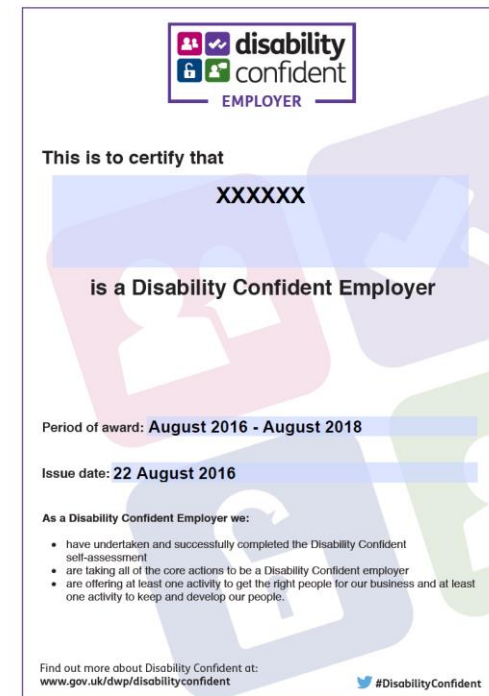 disability
confident
EMPLOYER
This is to certify that
XXXXXX
is a Disability Confident Employer
Period of award: August 2016 - August 2018
Issue date: 22 August 2016
As a Disability Confident Employer we:
• have undertaken and successfully completed the Disability Confident
self-assessment
• are taking all of the core actions to be a Disability Confident employer
• are offering at least one activity to get the right people for our business and at least
one activity to keep and develop our people.
Find out more about Disability Confident at:
www.gov.uk/dwp/disabilityconfident
#DisabilityConfident